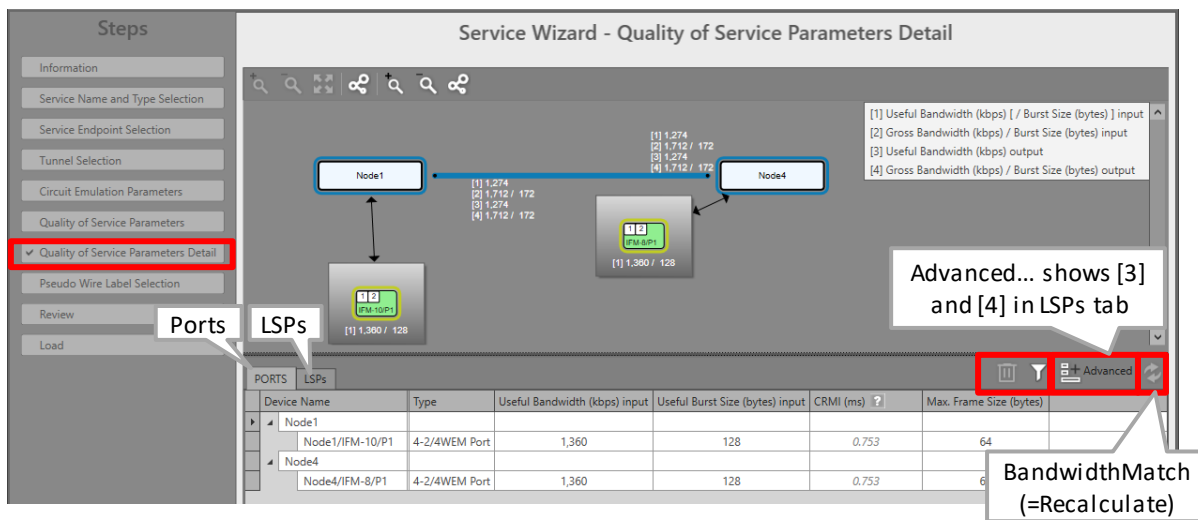 Steps
Service Wizard - Quality of Service Parameters Detail
Information
Service Name and Type Selection
Service Endpoint Selection
Tunnel Selection
Circuit Emulation Parameters
Quality of Service Parameters
Quality of Service Parameters Detail
Pseudo Wire Label Selection
Review
Load
[1] Useful Bandwidth (kbps) [ / Burst Size (bytes) ] input
[2] Gross Bandwidth (kbps) / Burst Size (bytes) input
[3] Useful Bandwidth (kbps) output
[4] Gross Bandwidth (kbps) / Burst Size (bytes) output
[1] 1,274
[2] 1,712 / 172
[3] 1,274
[4] 1,712 / 172
Node1
Node4
[1] 1,274
[2] 1,712 / 172
[3] 1,274
[4] 1,712 / 172
1 2
IFM-8/P1
[1] 1,360 / 128
1 2
IFM-10/P1
[1] 1,360 / 128
Advanced... shows [3]
and [4] in LSPs tab
Ports
LSPs
PORTS LSPs
Advanced
Device Name Type Useful Bandwidth (kbps) input Useful Burst Size (bytes) input CRMI (ms) ? Max. Frame Size (bytes)
Node1
Node1/IFM-10/P1 4-2/4WEM Port 1,360 128 0.753 64
Node4
Node4/IFM-8/P1 4-2/4WEM Port 1,360 128 0.753
BandwidthMatch
(=Recalculate)